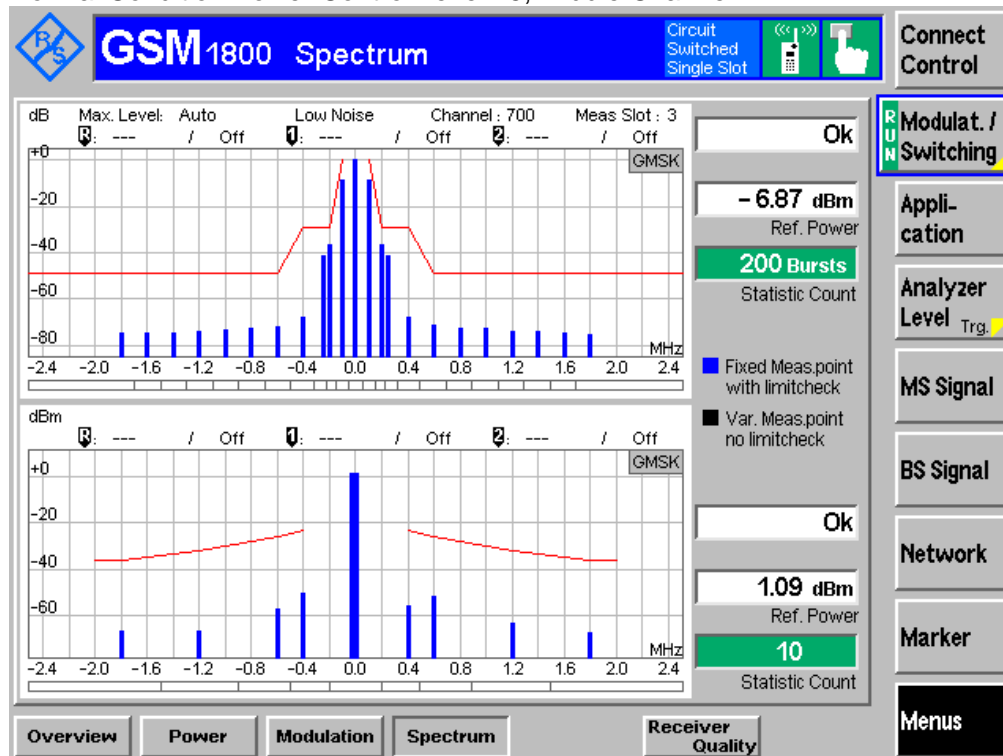 R/S
GSM 1800 Spectrum
Circuit
Switched
Single Slot
Connect
Control
dB Max. Level: Auto Low Noise Channel : 700 Meas Slot : 3
R: --- / Off 1: --- / Off 2: --- / Off
GMSK
+0
-20
-40
-60
-80
MHz
-2.4 -2.0 -1.6 -1.2 -0.8 -0.4 0.0 0.4 0.8 1.2 1.6 2.0 2.4
Ok
- 6.87 dBm
Ref. Power
200 Bursts
Statistic Count
Fixed Meas.point
with limitcheck
Var. Meas.point
no limitcheck
dBm
R: --- / Off 1: --- / Off 2: --- / Off
GMSK
+0
-20
-40
-60
MHz
-2.4 -2.0 -1.6 -1.2 -0.8 -0.4 0.0 0.4 0.8 1.2 1.6 2.0 2.4
Ok
1.09 dBm
Ref. Power
10
Statistic Count
RUN
Modulat. /
Switching
Appli-
cation
Analyzer
Level Trg.
MS Signal
BS Signal
Network
Marker
Menus
Overview
Power
Modulation
Spectrum
Receiver
Quality